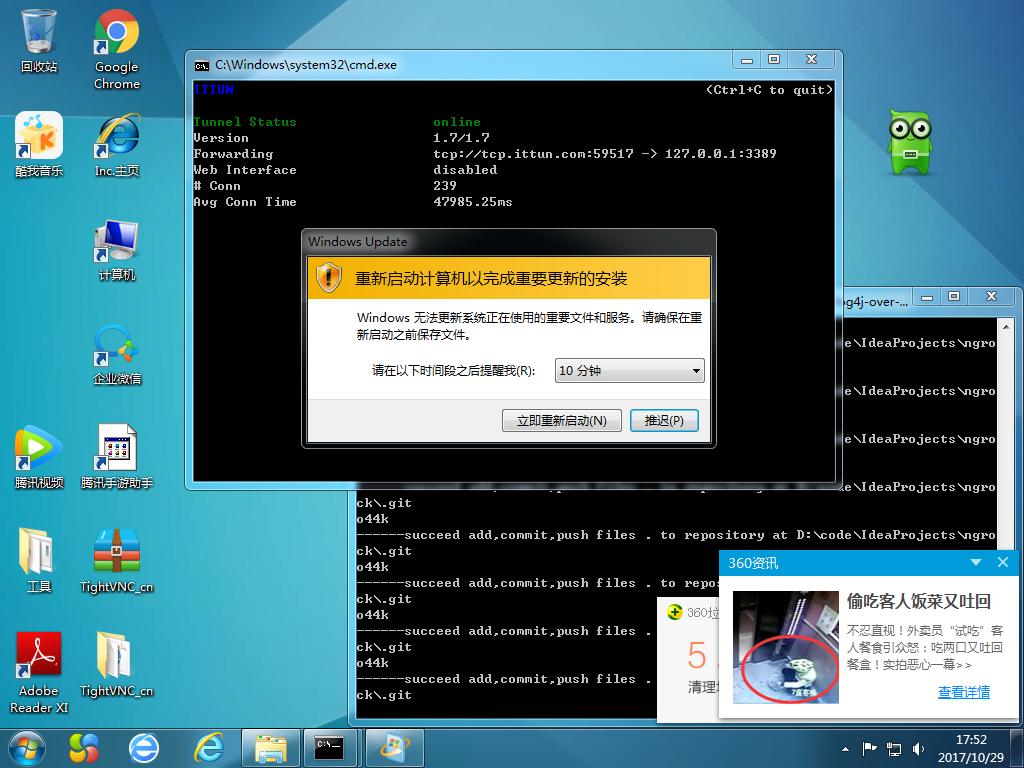 回收站
Google
Chrome
酷我音乐
Inc.主页
计算机
企业微信
腾讯视频
腾讯手游助手
工具
TightVNC_cn
Adobe
Reader XI
TightVNC_cn
C:\Windows\system32\cmd.exe
ITTUN (Ctrl+C to quit)
Tunnel Status online
Version 1.7/1.7
Forwarding tcp://tcp.ittun.com:59517 -> 127.0.0.1:3389
Web Interface disabled
# Conn 239
Avg Conn Time 47985.25ms
Windows Update
重新启动计算机以完成重要更新的安装
Windows 无法更新系统正在使用的重要文件和服务。请确保在重
新启动之前保存文件。
请在以下时间段之后提醒我(R):
10 分钟
立即重新启动(N)
推迟(P)
og4j-over-...
de\IdeaProjects\ngro
de\IdeaProjects\ngro
de\IdeaProjects\ngro
de\IdeaProjects\ngro
ck\.git
o44k
------succeed add,commit,push files . to repository at D:\code\IdeaProjects\ngro
ck\.git
o44k
------succeed add,commit,push files . to repos
ck\.git
o44k
------succeed add,commit,push files .
ck\.git
o44k
------succeed add,commit,push files .
ck\.git
360垃
5
清理
360资讯
偷吃客人饭菜又吐回
不忍直视！外卖员“试吃”客
人餐食引众怒：吃两口又吐回
餐盒！实拍恶心一幕>>
查看详情
17:52
2017/10/29